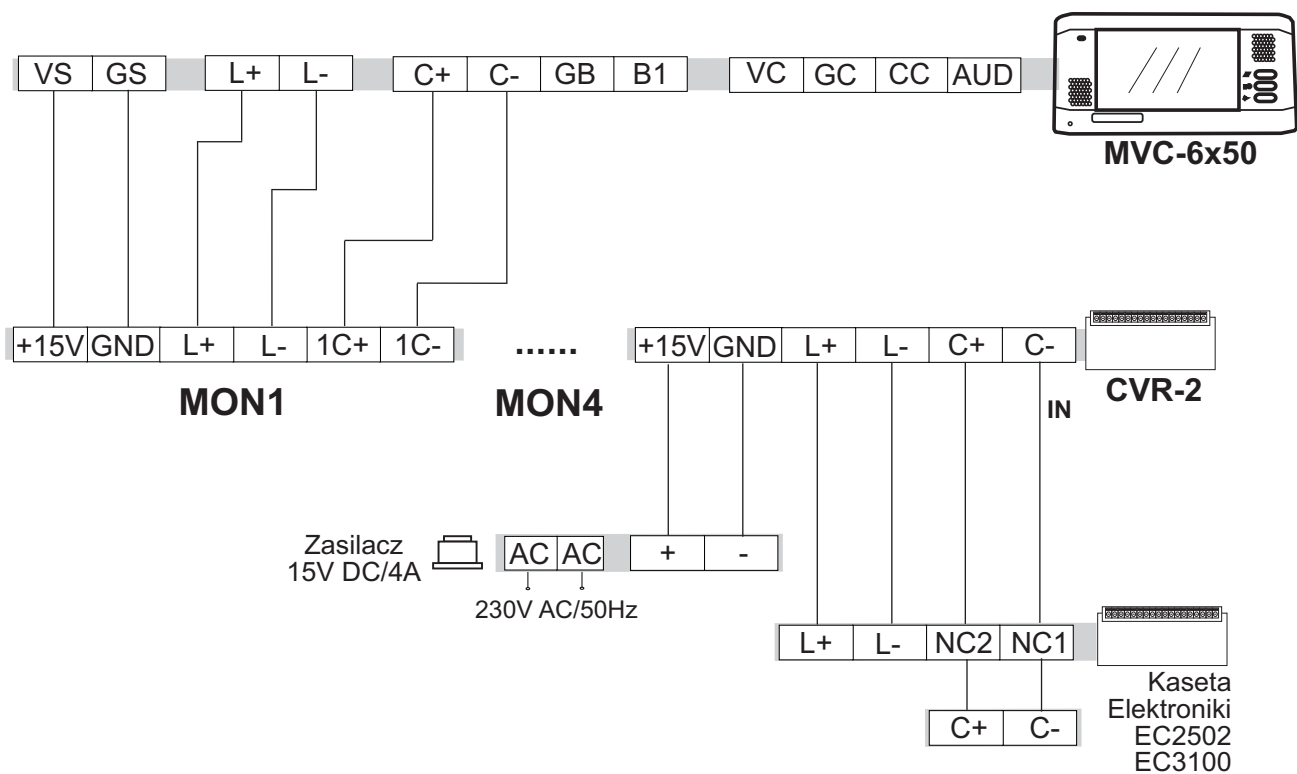 VS GS L+ L- C+ C- GB B1 VC GC CC AUD
MVC-6x50
+15V GND L+ L- 1C+ 1C- ...... +15V GND L+ L- C+ C-
MON1 MON4 CVR-2
IN
Zasilacz
15V DC/4A
AC AC + -
230V AC/50Hz
L+ L- NC2 NC1
Kaseta
Elektroniki
EC2502
EC3100
C+ C-